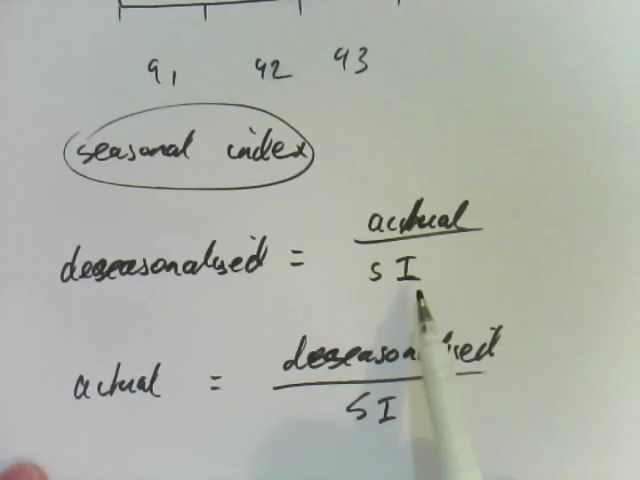 q1 q2 q3
seasonal index
deseasonalised = actual
SI
actual = deseasonalised
SI